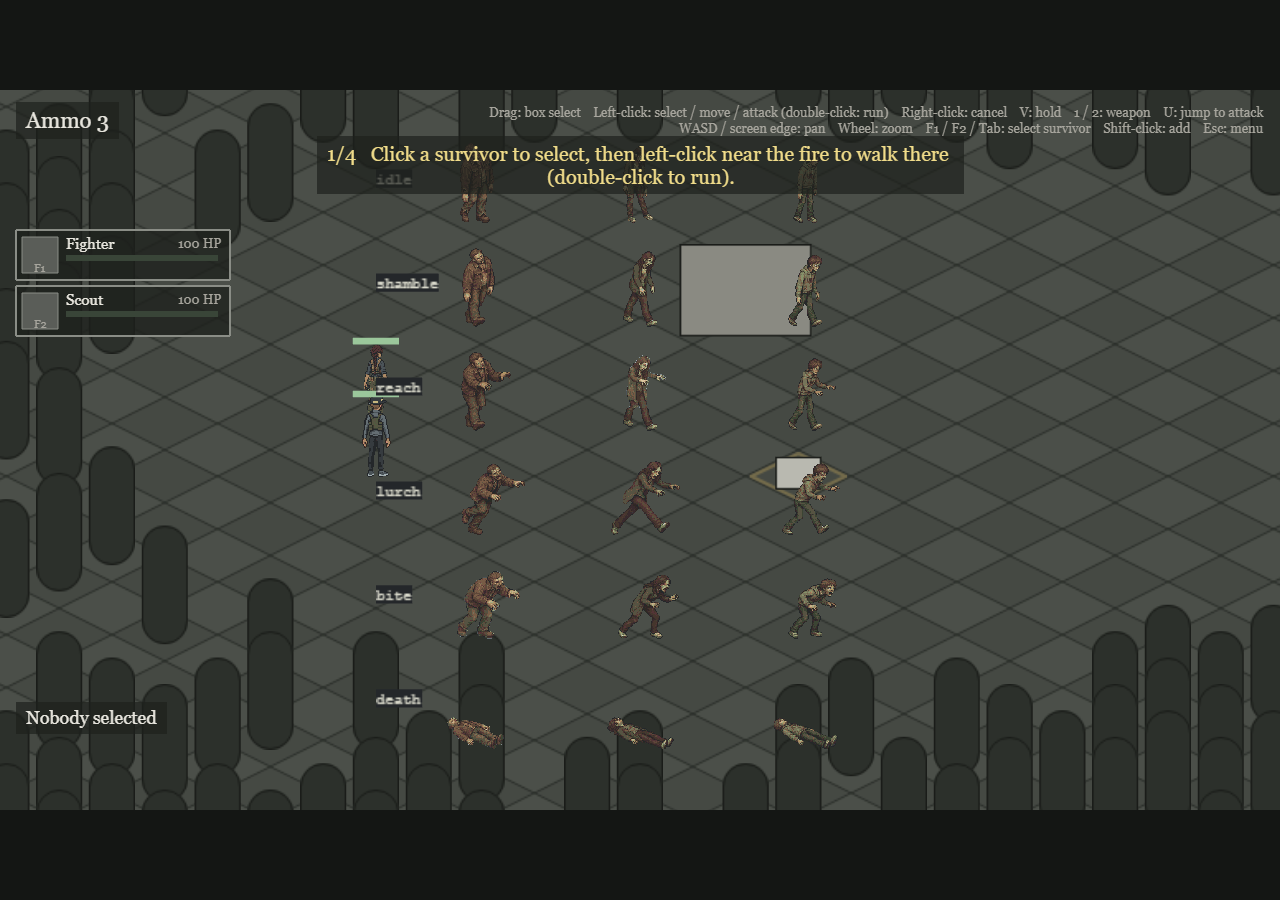 Ammo 3
Drag: box select Left-click: select / move / attack (double-click: run) Right-click: cancel V: hold 1 / 2: weapon U: jump to attack
WASD / screen edge: pan Wheel: zoom F1 / F2 / Tab: select survivor Shift-click: add Esc: menu
1/4 Click a survivor to select, then left-click near the fire to walk there
(double-click to run).
idle
Fighter 100 HP
F1
shamble
Scout 100 HP
F2
reach
lurch
bite
death
Nobody selected